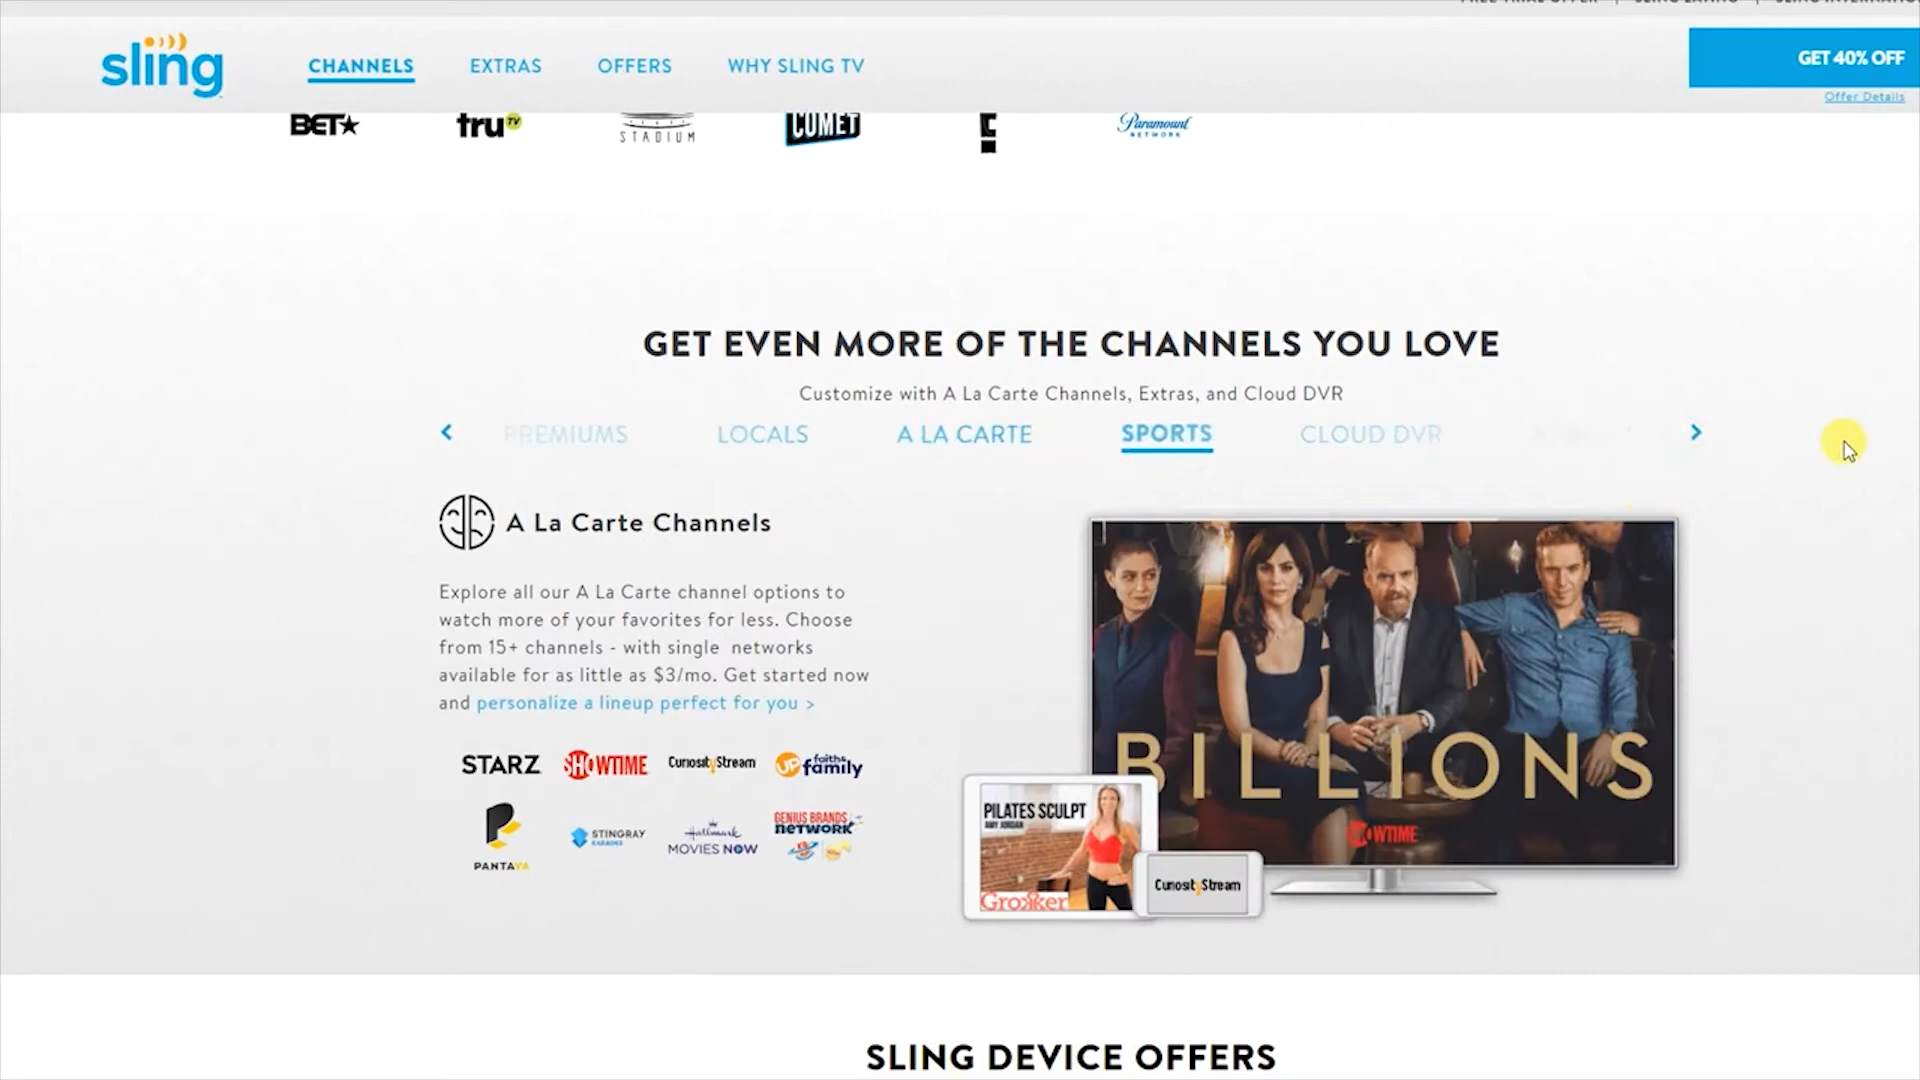 sling
CHANNELS
EXTRAS
OFFERS
WHY SLING TV
GET 40% OFF
Offer Details
BET★
truTV
STADIUM
COMET
Paramount
NETWORK
GET EVEN MORE OF THE CHANNELS YOU LOVE
Customize with A La Carte Channels, Extras, and Cloud DVR
PREMIUMS
LOCALS
A LA CARTE
SPORTS
CLOUD DVR
A La Carte Channels
Explore all our A La Carte channel options to
watch more of your favorites for less. Choose
from 15+ channels - with single networks
available for as little as $3/mo. Get started now
and personalize a lineup perfect for you >
STARZ
SHOWTIME
CuriosityStream
UP faith&
family
PANTAYA
STINGRAY
KARAOKE
Hallmark
MOVIES NOW
GENIUS BRANDS
NETWORK
BILLIONS
SHOWTIME
PILATES SCULPT
AMY JORDAN
Grokker
CuriosityStream
SLING DEVICE OFFERS